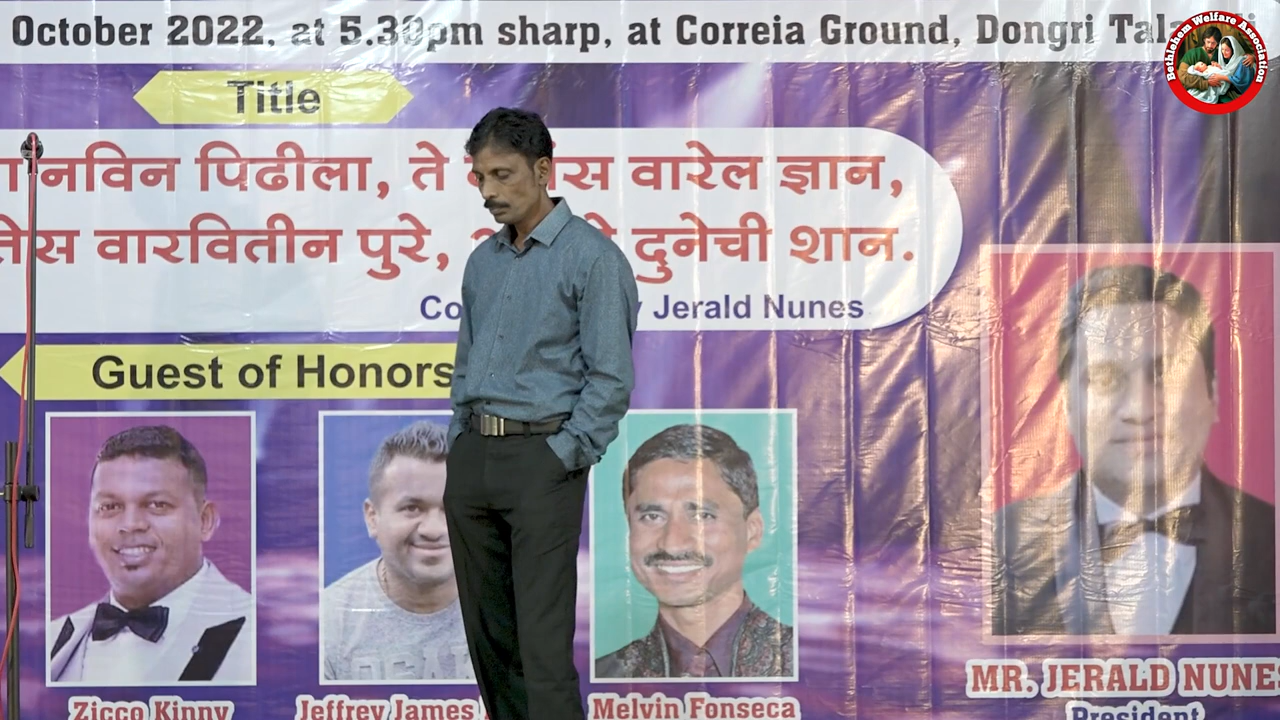 October 2022, at 5.30pm sharp, at Correia Ground, Dongri
Bethlehem Welfare Association
Title
नविन पिढीला, ते वारेल ज्ञान,
वारवितीन पुरे, दुनेची शान.
Jerald Nunes
Guest of Honors
Zicco Kinny
Jeffrey James
Melvin Fonseca
MR. JERALD NUNES
President